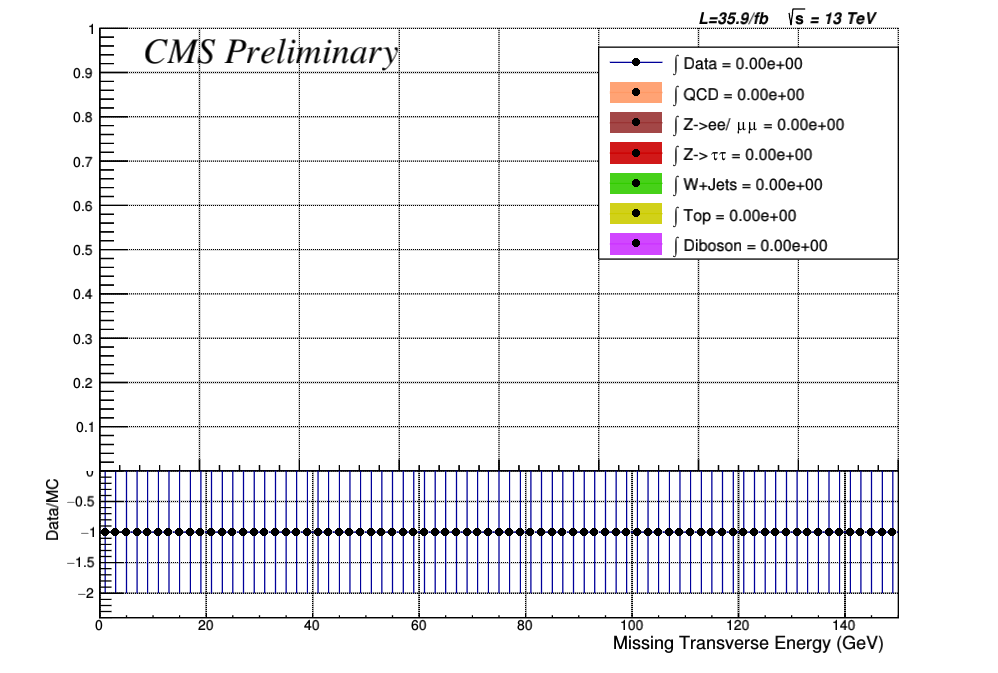 L=35.9/fb √s = 13 TeV
CMS Preliminary
∫ Data = 0.00e+00
∫ QCD = 0.00e+00
∫ Z->ee/ μμ = 0.00e+00
∫ Z-> ττ = 0.00e+00
∫ W+Jets = 0.00e+00
∫ Top = 0.00e+00
∫ Diboson = 0.00e+00
1
0.9
0.8
0.7
0.6
0.5
0.4
0.3
0.2
0.1
0
−0.5
−1
−1.5
−2
Data/MC
0 20 40 60 80 100 120 140
Missing Transverse Energy (GeV)